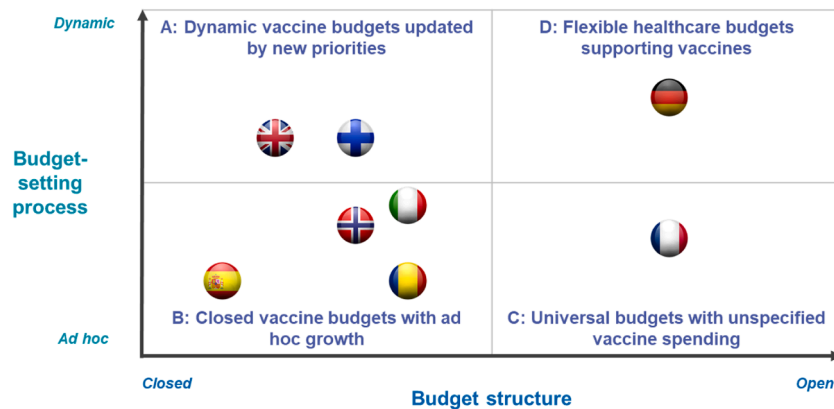 Dynamic
A: Dynamic vaccine budgets updated
by new priorities
D: Flexible healthcare budgets
supporting vaccines
Budget-
setting
process
B: Closed vaccine budgets with ad
hoc growth
C: Universal budgets with unspecified
vaccine spending
Ad hoc
Closed
Budget structure
Open